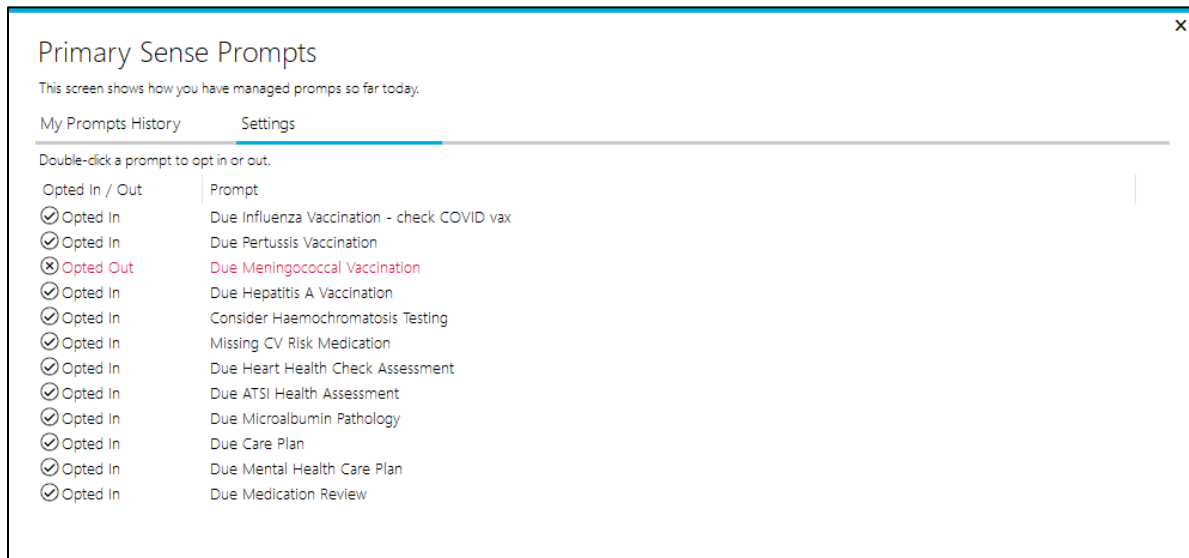 Primary Sense Prompts
This screen shows how you have managed promps so far today.
My Prompts History Settings
Double-click a prompt to opt in or out.
Opted In / Out Prompt
Opted In Due Influenza Vaccination - check COVID vax
Opted In Due Pertussis Vaccination
Opted Out Due Meningococcal Vaccination
Opted In Due Hepatitis A Vaccination
Opted In Consider Haemochromatosis Testing
Opted In Missing CV Risk Medication
Opted In Due Heart Health Check Assessment
Opted In Due ATSI Health Assessment
Opted In Due Microalbumin Pathology
Opted In Due Care Plan
Opted In Due Mental Health Care Plan
Opted In Due Medication Review